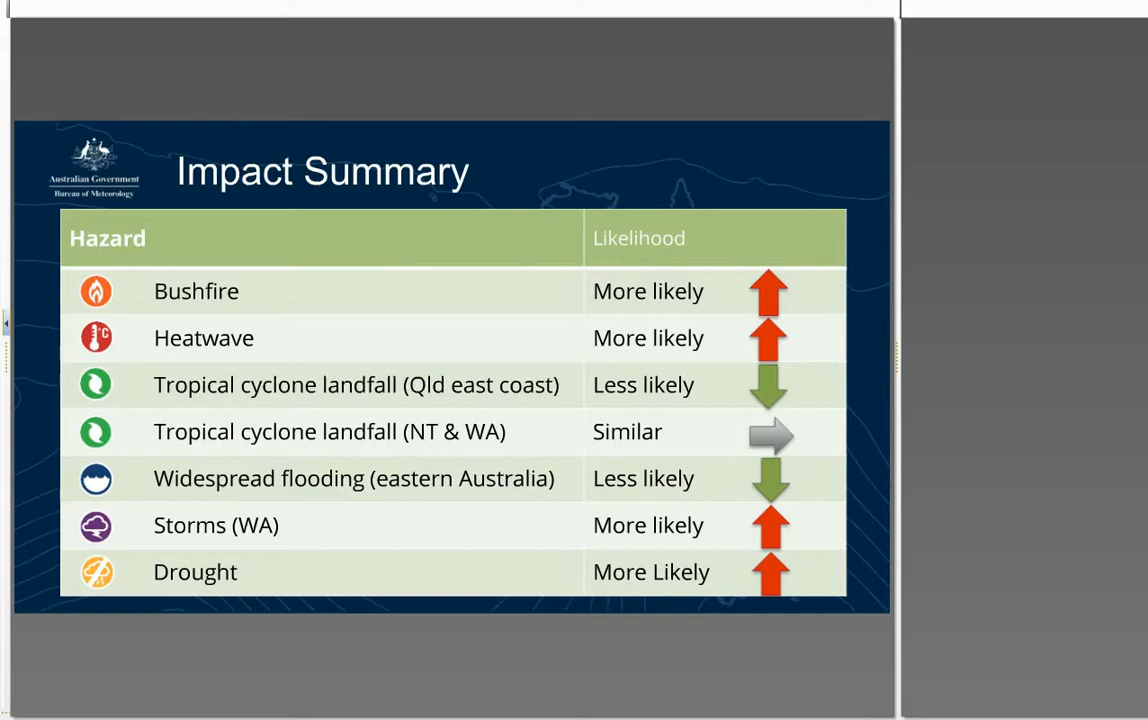 Australian Government
Bureau of Meteorology
Impact Summary
Hazard Likelihood
Bushfire More likely
°C Heatwave More likely
Tropical cyclone landfall (Qld east coast) Less likely
Tropical cyclone landfall (NT & WA) Similar
Widespread flooding (eastern Australia) Less likely
Storms (WA) More likely
Drought More Likely